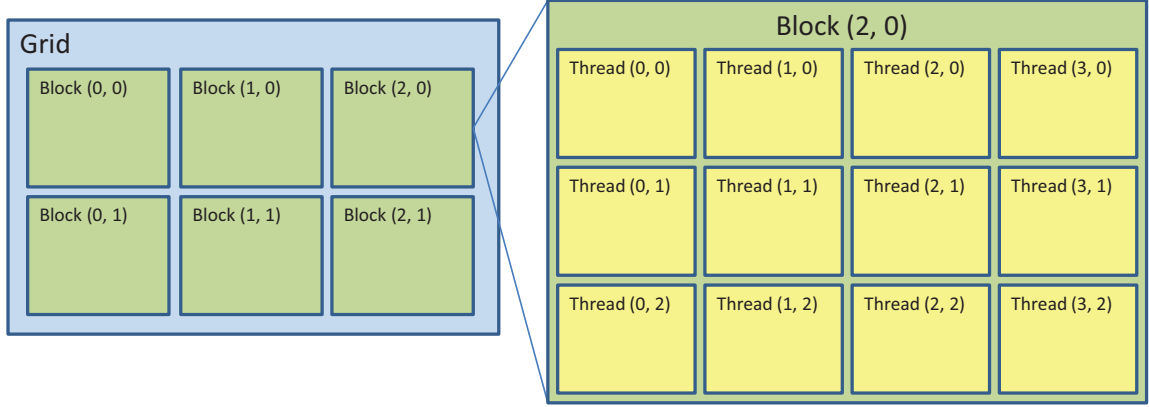 Grid
Block (0, 0) Block (1, 0) Block (2, 0)
Block (0, 1) Block (1, 1) Block (2, 1)
Block (2, 0)
Thread (0, 0) Thread (1, 0) Thread (2, 0) Thread (3, 0)
Thread (0, 1) Thread (1, 1) Thread (2, 1) Thread (3, 1)
Thread (0, 2) Thread (1, 2) Thread (2, 2) Thread (3, 2)